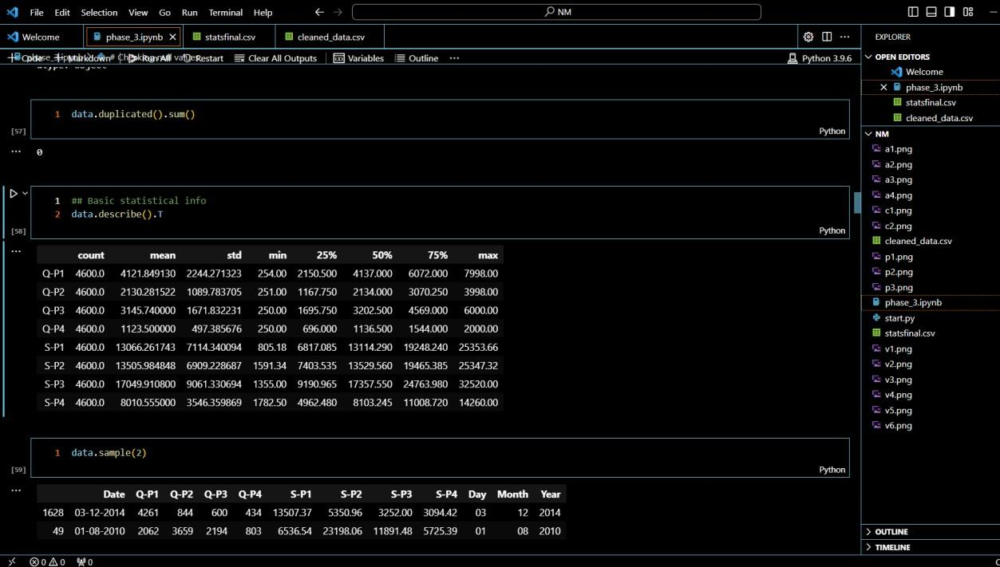 File Edit Selection View Go Run Terminal Help NM
Welcome phase_3.ipynb statsfinal.csv cleaned_data.csv
Code Markdown Run All Restart Clear All Outputs Variables Outline ... Python 3.9.6
phase_3.ipynb # Checking null values
dtype: object
1 data.duplicated().sum()
[57] Python
0
1 ## Basic statistical info
2 data.describe().T
[58] Python
count mean std min 25% 50% 75% max
Q-P1 4600.0 4121.849130 2244.271323 254.00 2150.500 4137.000 6072.000 7998.00
Q-P2 4600.0 2130.281522 1089.783705 251.00 1167.750 2134.000 3070.250 3998.00
Q-P3 4600.0 3145.740000 1671.832231 250.00 1695.750 3202.500 4569.000 6000.00
Q-P4 4600.0 1123.500000 497.385676 250.00 696.000 1136.500 1544.000 2000.00
S-P1 4600.0 13066.261743 7114.340094 805.18 6817.085 13114.290 19248.240 25353.66
S-P2 4600.0 13505.984848 6909.228687 1591.34 7403.535 13529.560 19465.385 25347.32
S-P3 4600.0 17049.910800 9061.330694 1355.00 9190.965 17357.550 24763.980 32520.00
S-P4 4600.0 8010.555000 3546.359869 1782.50 4962.480 8103.245 11008.720 14260.00
1 data.sample(2)
[59] Python
Date Q-P1 Q-P2 Q-P3 Q-P4 S-P1 S-P2 S-P3 S-P4 Day Month Year
1628 03-12-2014 4261 844 600 434 13507.37 5350.96 3252.00 3094.42 03 12 2014
49 01-08-2010 2062 3659 2194 803 6536.54 23198.06 11891.48 5725.39 01 08 2010
EXPLORER
OPEN EDITORS
Welcome
phase_3.ipynb
statsfinal.csv
cleaned_data.csv
NM
a1.png
a2.png
a3.png
a4.png
c1.png
c2.png
cleaned_data.csv
p1.png
p2.png
p3.png
phase_3.ipynb
start.py
statsfinal.csv
v1.png
v2.png
v3.png
v4.png
v5.png
v6.png
OUTLINE
TIMELINE
0 0 0